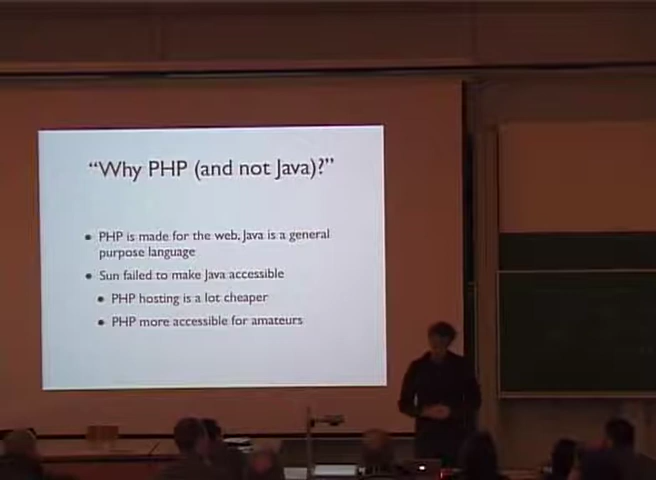 “Why PHP (and not Java)?”
PHP is made for the web, Java is a general
purpose language
Sun failed to make Java accessible
PHP hosting is a lot cheaper
PHP more accessible for amateurs